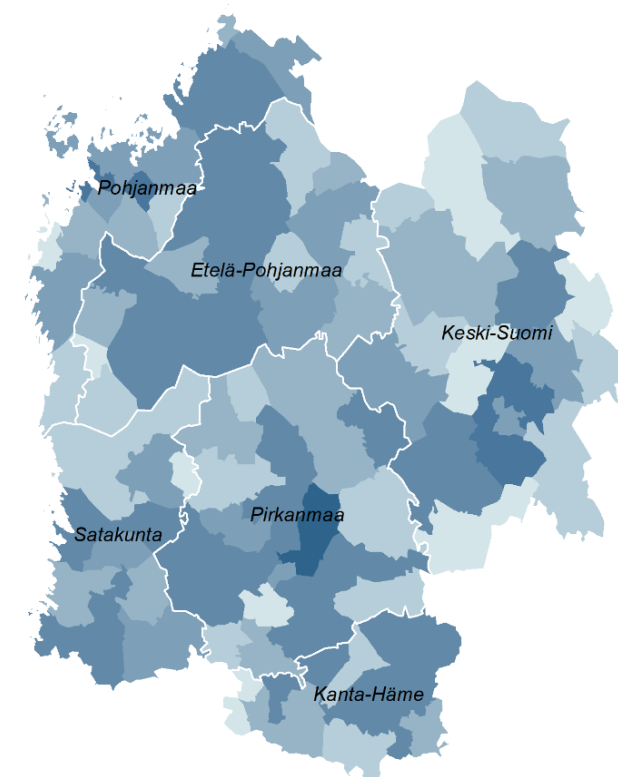 Pohjanmaa
Etelä-Pohjanmaa
Keski-Suomi
Pirkanmaa
Satakunta
Kanta-Häme